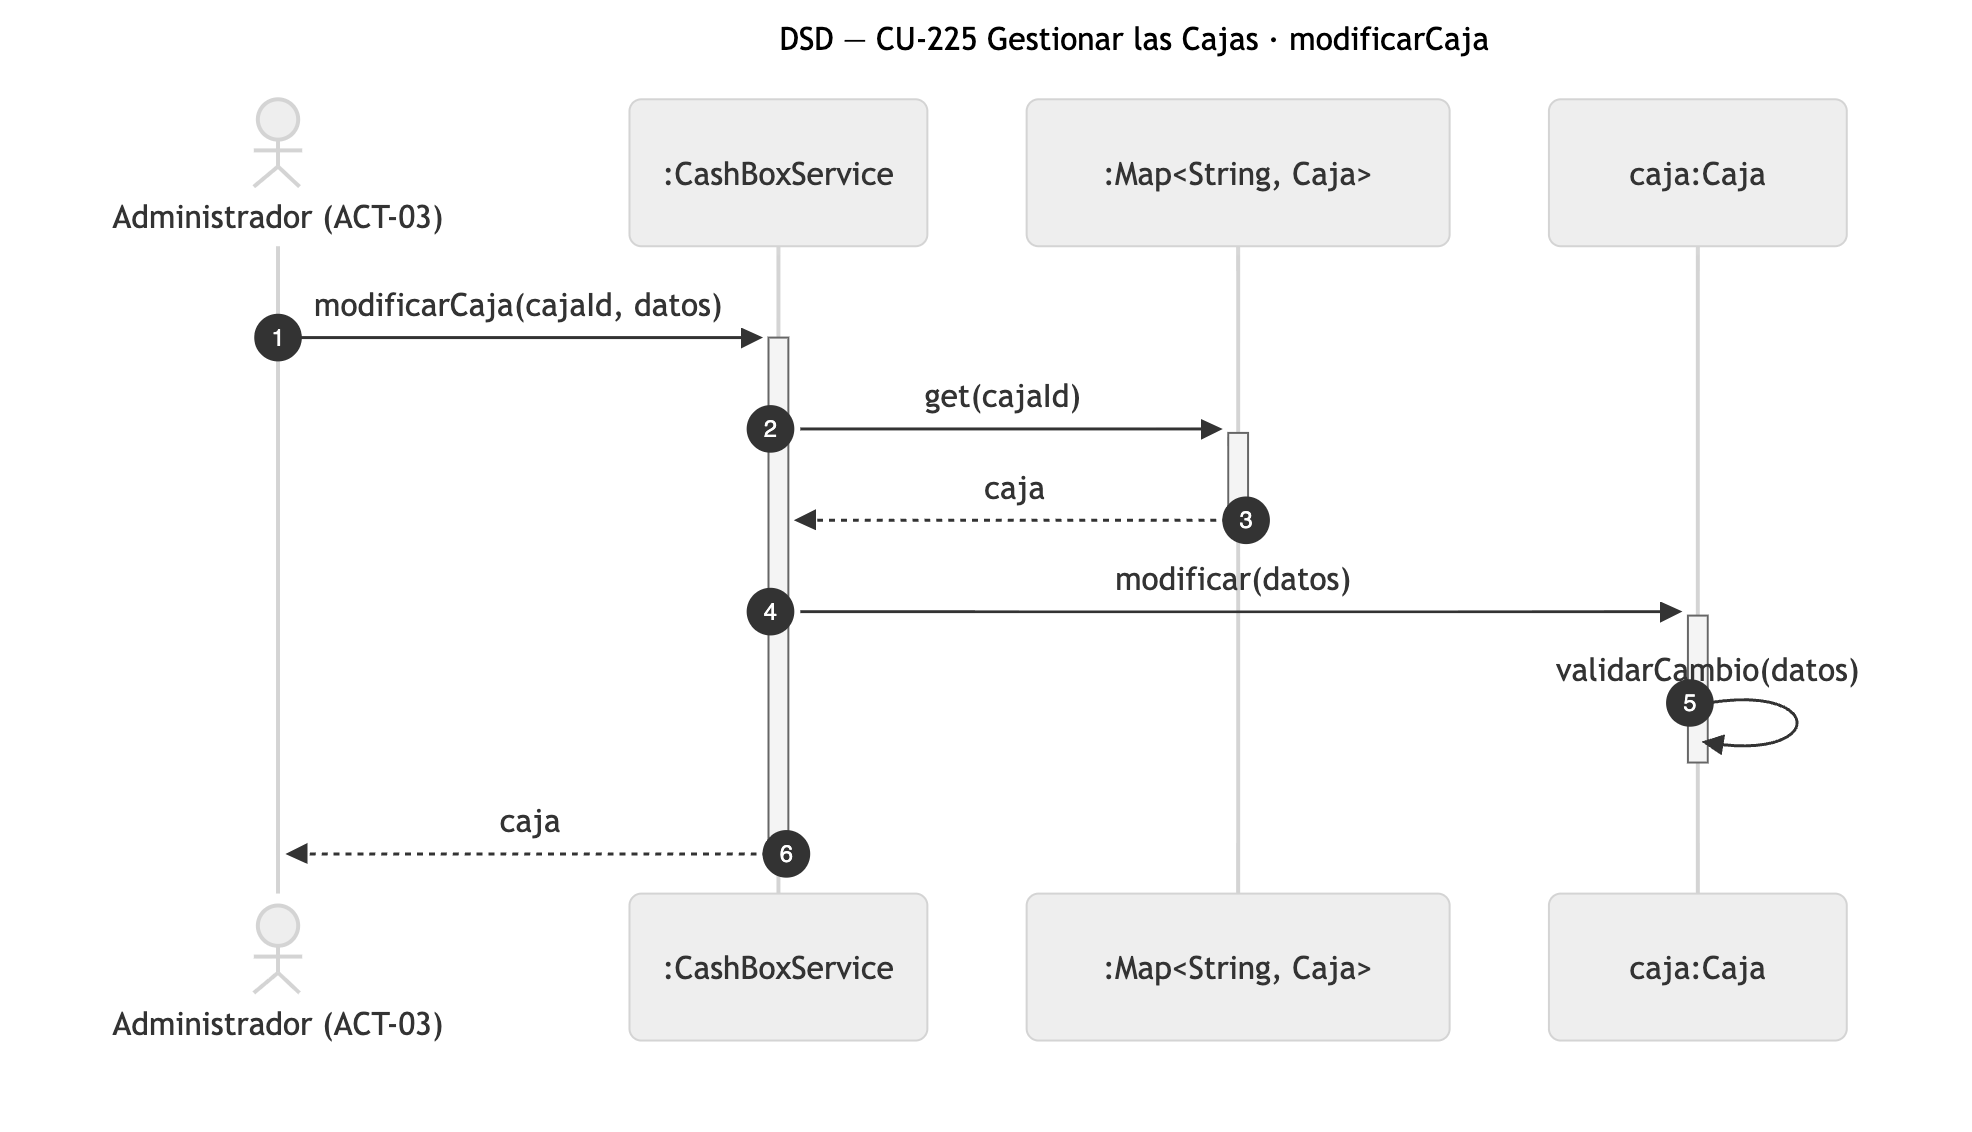 DSD — CU-225 Gestionar las Cajas · modificarCaja
Administrador (ACT-03)
:CashBoxService
:Map<String, Caja>
caja:Caja
modificarCaja(cajaId, datos)
1
get(cajaId)
2
caja
3
modificar(datos)
4
validarCambio(datos)
5
caja
6
Administrador (ACT-03)
:CashBoxService
:Map<String, Caja>
caja:Caja